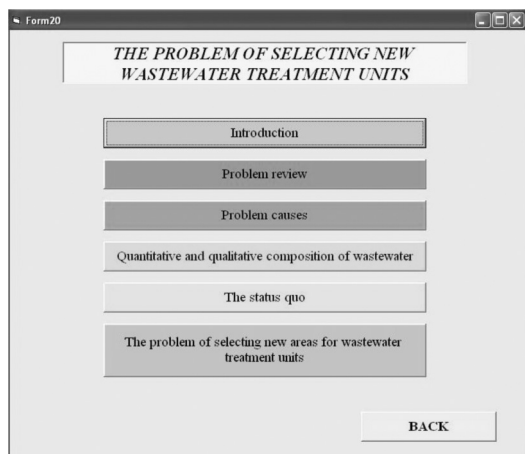 Form20
THE PROBLEM OF SELECTING NEW
WASTEWATER TREATMENT UNITS
Introduction
Problem review
Problem causes
Quantitative and qualitative composition of wastewater
The status quo
The problem of selecting new areas for wastewater
treatment units
BACK